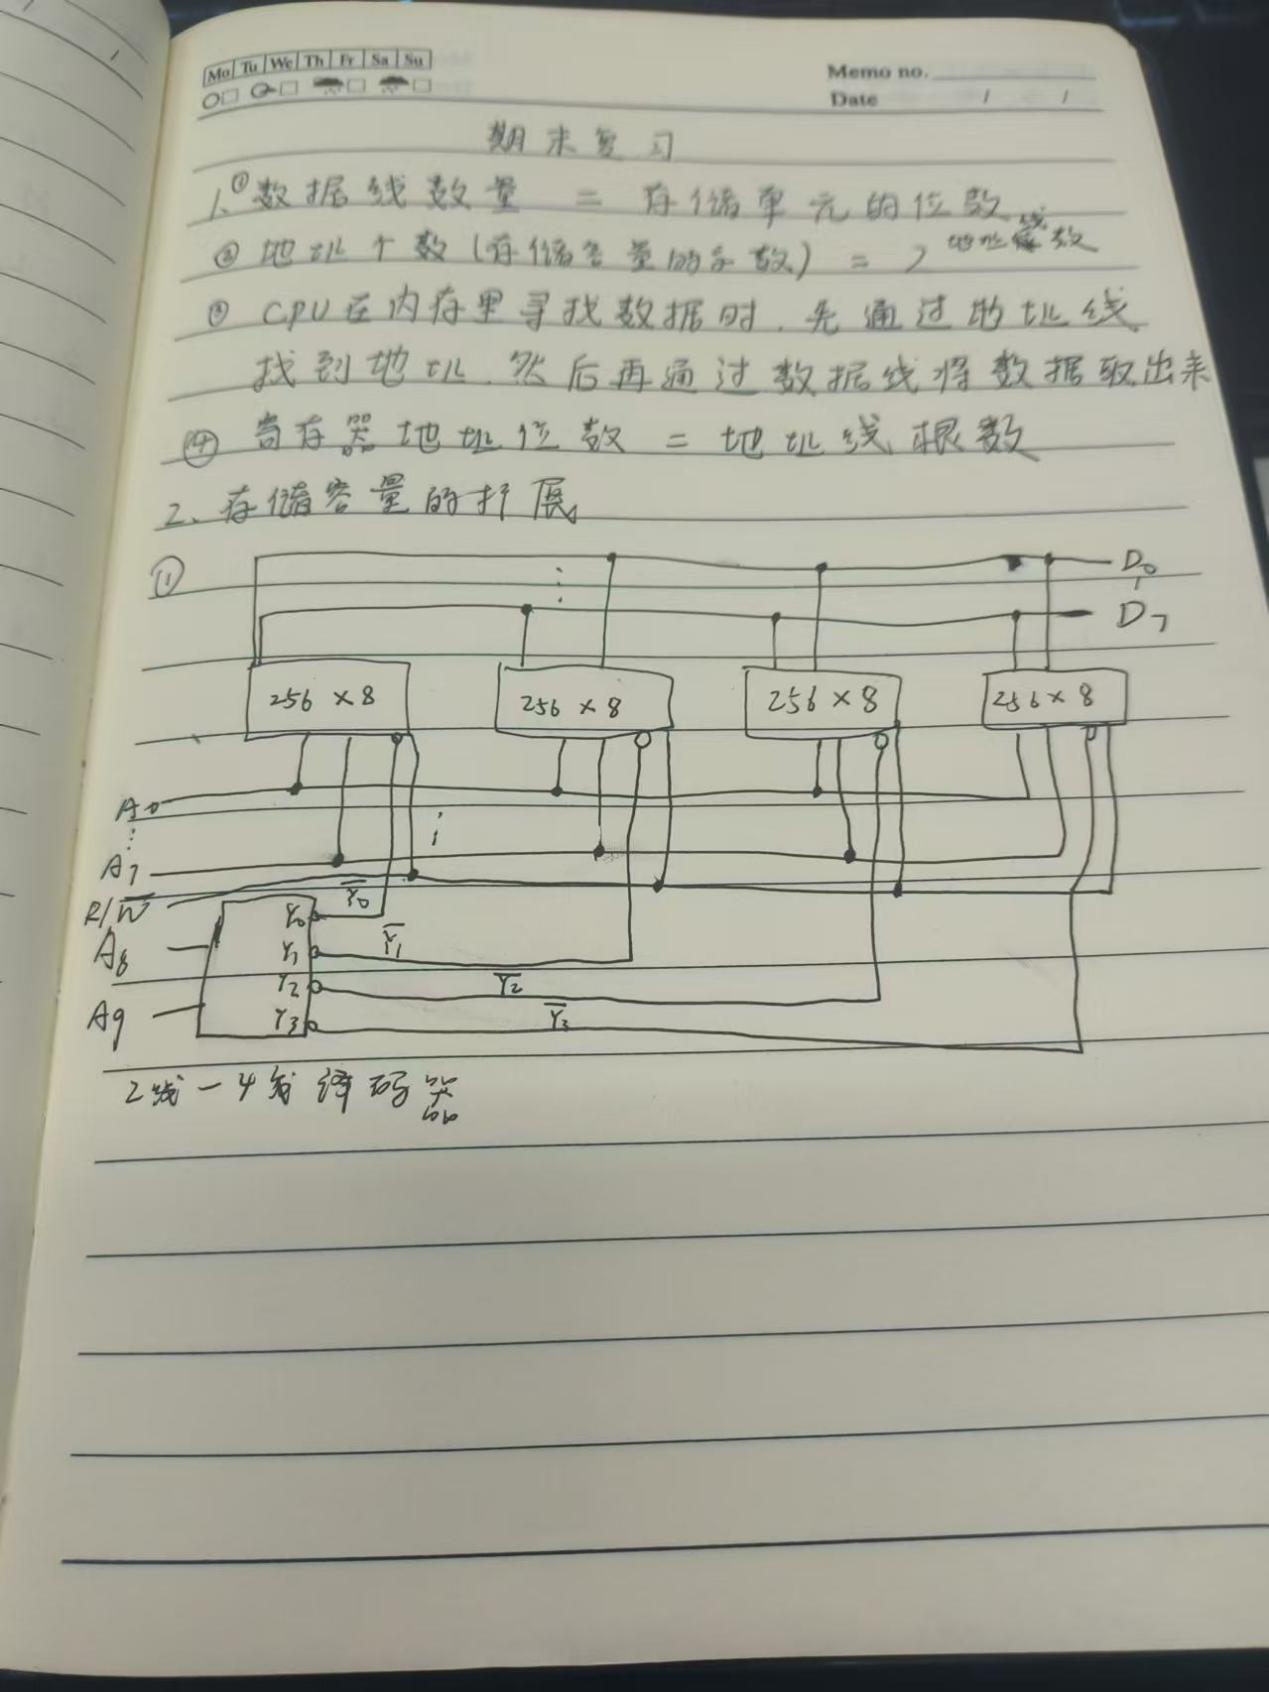 Mo Tu We Th Fr Sa Su
Memo no.
Date / /
期末复习
1、①数据线数量 = 存储单元的位数
②地址个数(存储容量的字数) = 2 地址线数
③ CPU在内存里寻找数据时,先通过地址线
找到地址,然后再通过数据线将数据取出来
④ 寄存器地址位数 = 地址线根数
2、存储容量的扩展
①
D0
D7
256×8 256×8 256×8 256×8
A0
A7
R/W̅
Y0 Y̅0
A8
Y1 Y̅1
Y2 Y̅2
A9
Y3 Y̅3
2线-4线译码器